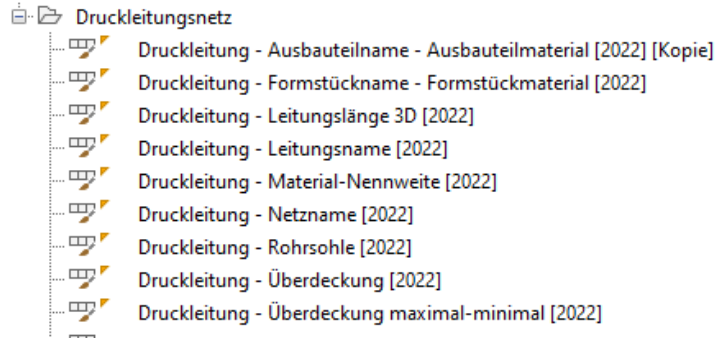 Druckleitungsnetz
Druckleitung - Ausbauteilname - Ausbauteilmaterial [2022] [Kopie]
Druckleitung - Formstückname - Formstückmaterial [2022]
Druckleitung - Leitungslänge 3D [2022]
Druckleitung - Leitungsname [2022]
Druckleitung - Material-Nennweite [2022]
Druckleitung - Netzname [2022]
Druckleitung - Rohrsohle [2022]
Druckleitung - Überdeckung [2022]
Druckleitung - Überdeckung maximal-minimal [2022]